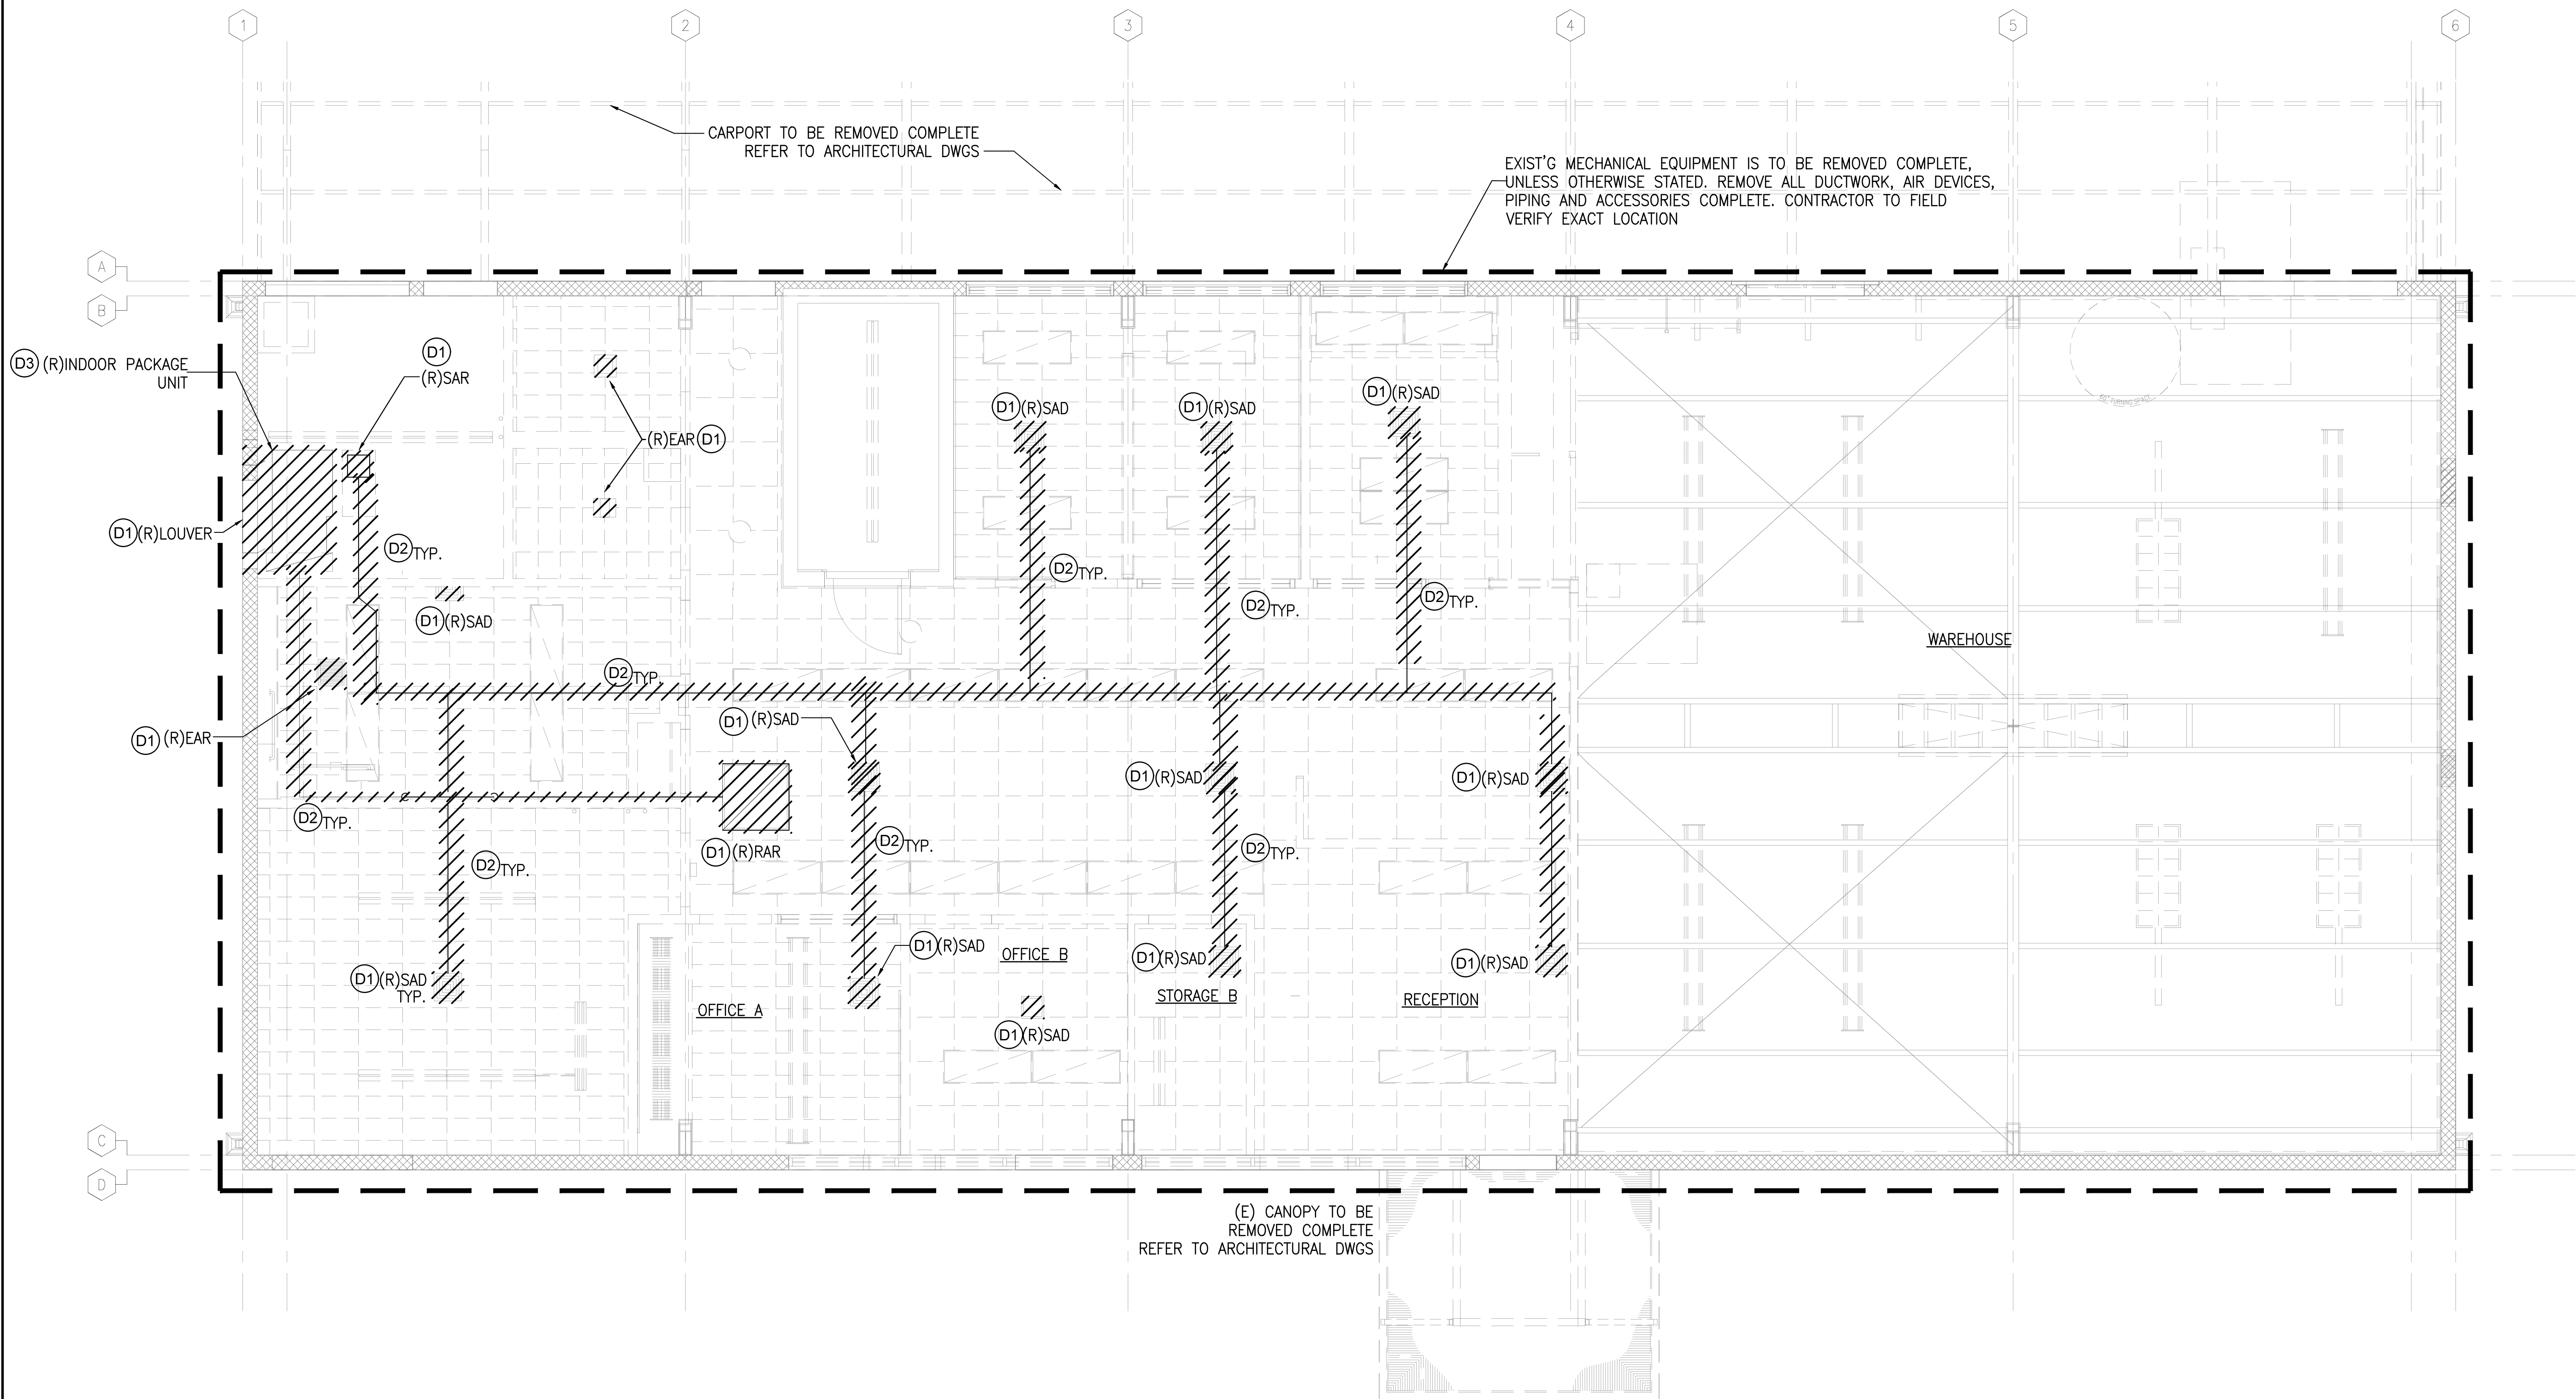 1
2
3
4
5
6
CARPORT TO BE REMOVED COMPLETE
REFER TO ARCHITECTURAL DWGS
EXIST'G MECHANICAL EQUIPMENT IS TO BE REMOVED COMPLETE,
UNLESS OTHERWISE STATED. REMOVE ALL DUCTWORK, AIR DEVICES,
PIPING AND ACCESSORIES COMPLETE. CONTRACTOR TO FIELD
VERIFY EXACT LOCATION
A
B
D3 (R)INDOOR PACKAGE
UNIT
D1
(R)SAR
(R)EAR D1
D1 (R)SAD
D1 (R)SAD
D1 (R)SAD
60" TURNING SPACE
D1 (R)LOUVER
D2 TYP.
D2 TYP.
D2 TYP.
D2 TYP.
D1 (R)SAD
WAREHOUSE
D2 TYP.
D1 (R)SAD
D1 (R)EAR
D1 (R)SAD
D1 (R)SAD
D2 TYP.
D1 (R)RAR
D2 TYP.
D2 TYP.
D2 TYP.
D1 (R)SAD
TYP.
D1 (R)SAD
OFFICE B
D1 (R)SAD
D1 (R)SAD
OFFICE A
STORAGE B
RECEPTION
D1 (R)SAD
C
D
(E) CANOPY TO BE
REMOVED COMPLETE
REFER TO ARCHITECTURAL DWGS